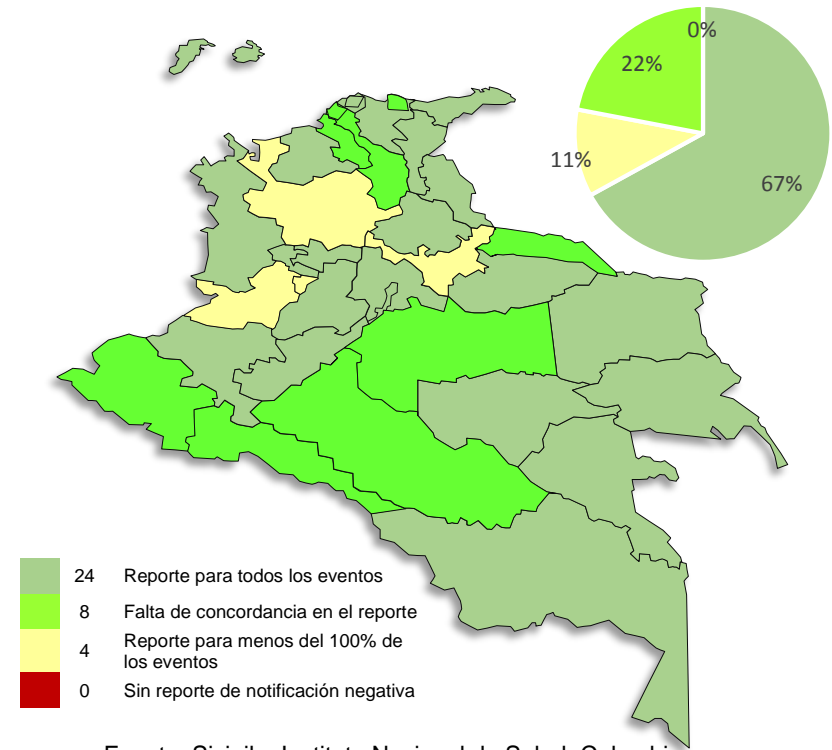 0%
22%
11%
67%
24 Reporte para todos los eventos
8 Falta de concordancia en el reporte
4 Reporte para menos del 100% de
los eventos
0 Sin reporte de notificación negativa